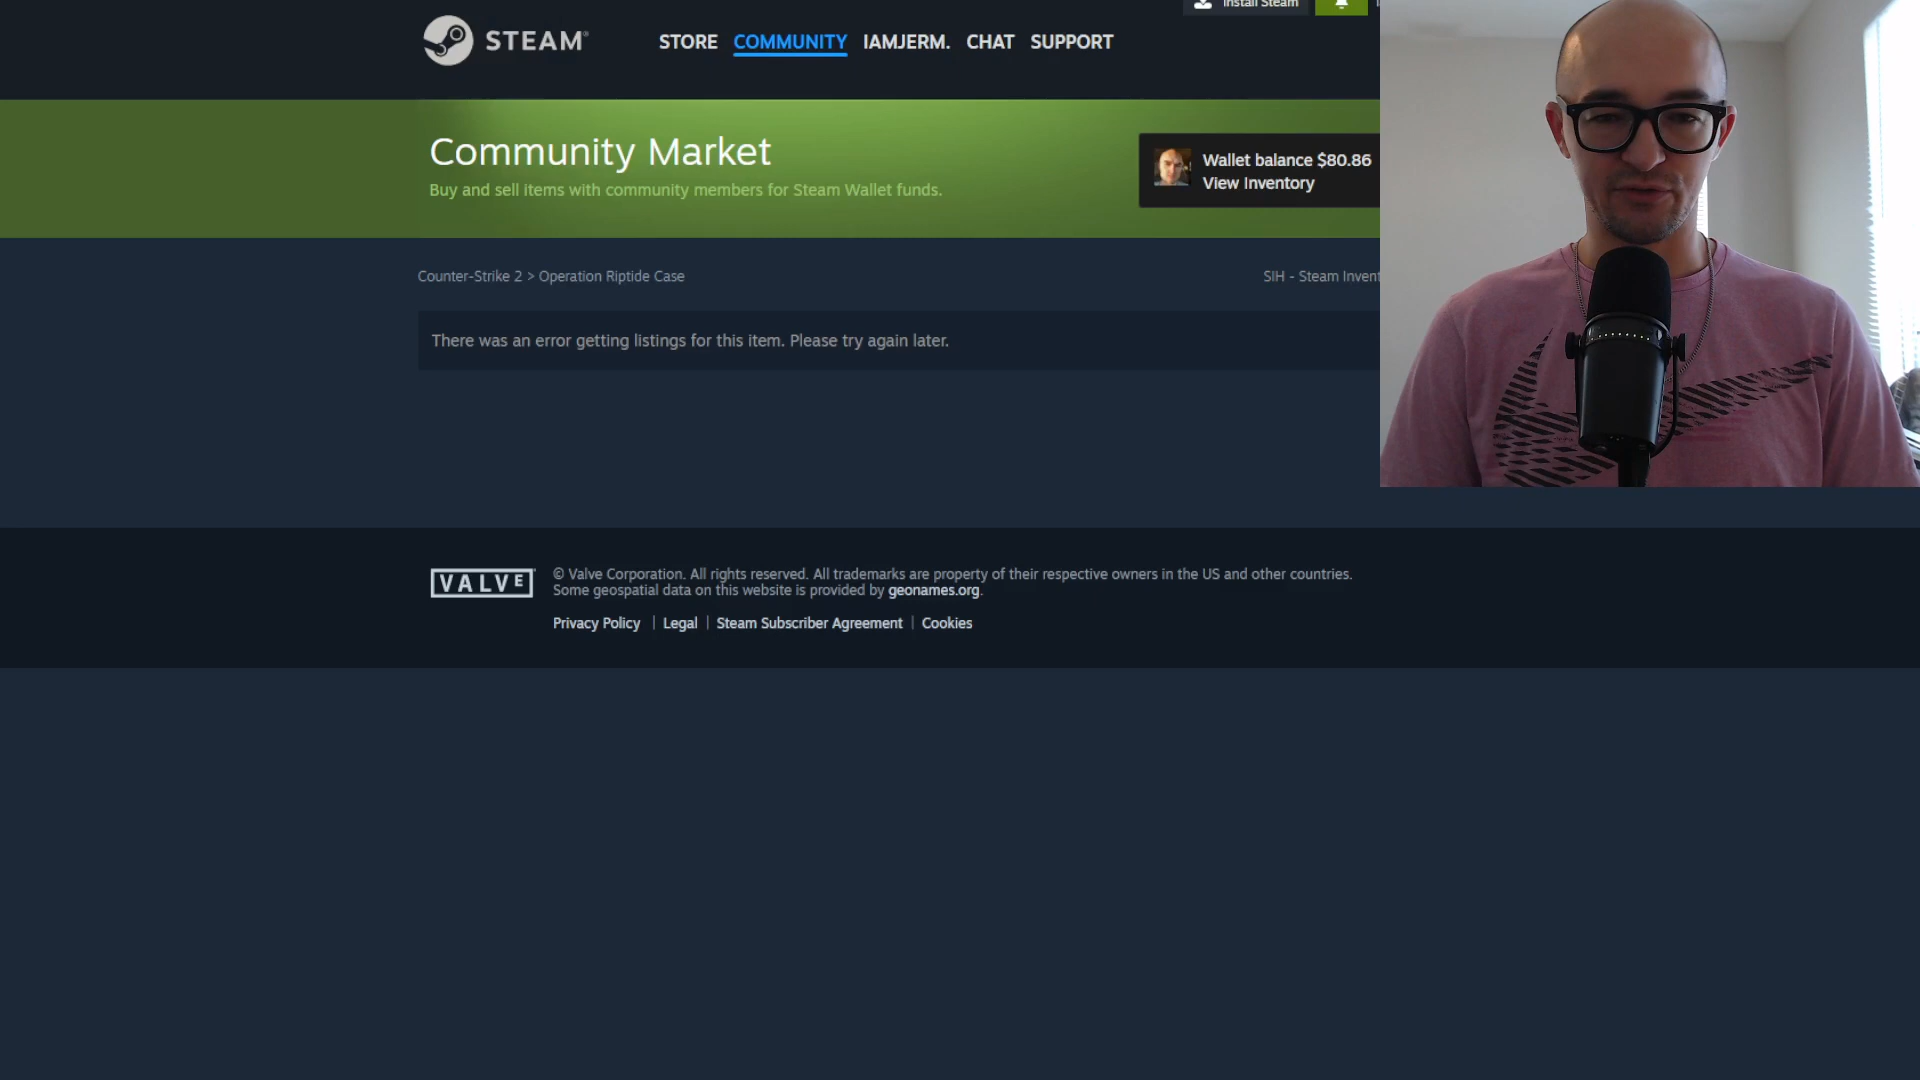 Install Steam
STEAM®
STORE COMMUNITY IAMJERM. CHAT SUPPORT
Community Market
Buy and sell items with community members for Steam Wallet funds.
Wallet balance $80.86
View Inventory
Counter-Strike 2 > Operation Riptide Case
SIH - Steam Invent
There was an error getting listings for this item. Please try again later.
VALVE
© Valve Corporation. All rights reserved. All trademarks are property of their respective owners in the US and other countries.
Some geospatial data on this website is provided by geonames.org.
Privacy Policy | Legal | Steam Subscriber Agreement | Cookies